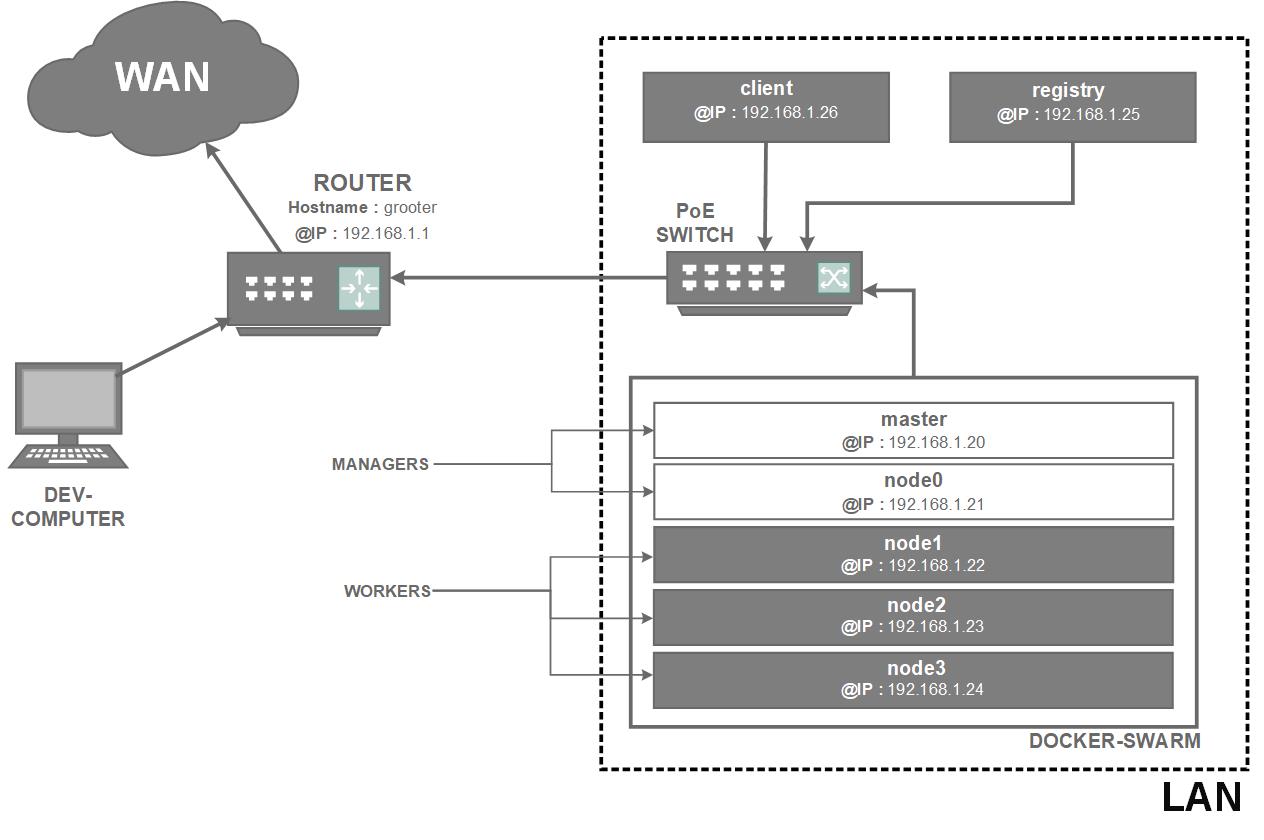 WAN
client
@IP : 192.168.1.26
registry
@IP : 192.168.1.25
ROUTER
Hostname : grooter
@IP : 192.168.1.1
PoE
SWITCH
DEV-
COMPUTER
MANAGERS
master
@IP : 192.168.1.20
node0
@IP : 192.168.1.21
WORKERS
node1
@IP : 192.168.1.22
node2
@IP : 192.168.1.23
node3
@IP : 192.168.1.24
DOCKER-SWARM
LAN